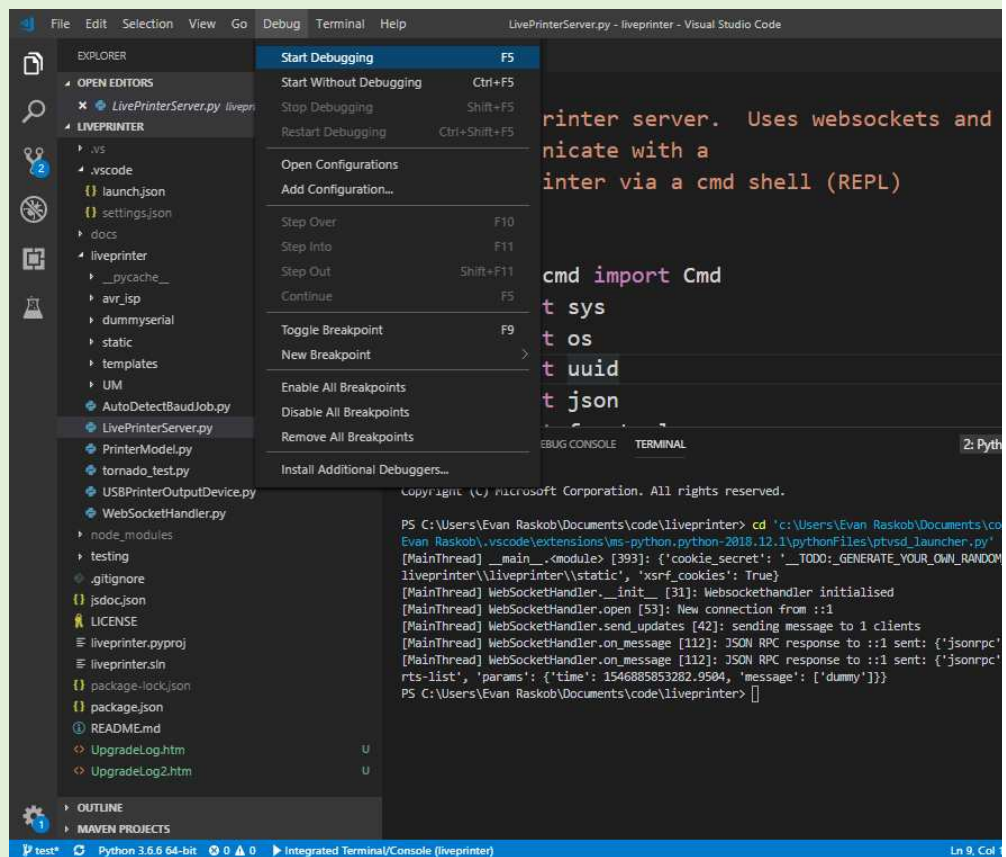 File Edit Selection View Go Debug Terminal Help LivePrinterServer.py - liveprinter - Visual Studio Code
EXPLORER
OPEN EDITORS
LivePrinterServer.py
LIVEPRINTER
.vs
.vscode
launch.json
settings.json
docs
liveprinter
__pycache__
avr_isp
dummyserial
static
templates
UM
AutoDetectBaudJob.py
LivePrinterServer.py
PrinterModel.py
tornado_test.py
USBPrinterOutputDevice.py
WebSocketHandler.py
node_modules
testing
.gitignore
jsdoc.json
LICENSE
liveprinter.pyproj
liveprinter.sln
package-lock.json
package.json
README.md
UpgradeLog.htm U
UpgradeLog2.htm U
OUTLINE
MAVEN PROJECTS
2
1
Start Debugging F5
Start Without Debugging Ctrl+F5
Stop Debugging Shift+F5
Restart Debugging Ctrl+Shift+F5
Open Configurations
Add Configuration...
Step Over F10
Step Into F11
Step Out Shift+F11
Continue F5
Toggle Breakpoint F9
New Breakpoint
Enable All Breakpoints
Disable All Breakpoints
Remove All Breakpoints
Install Additional Debuggers...
rinter server. Uses websockets and
nicate with a
inter via a cmd shell (REPL)
cmd import Cmd
t sys
t os
t uuid
t json
EBUG CONSOLE TERMINAL 2: Pyth
Copyright (C) Microsoft Corporation. All rights reserved.
PS C:\Users\Evan Raskob\Documents\code\liveprinter> cd 'c:\Users\Evan Raskob\Documents\co
Evan Raskob\.vscode\extensions\ms-python.python-2018.12.1\pythonFiles\ptvsd_launcher.py'
[MainThread] __main__.<module> [393]: {'cookie_secret': '__TODO:_GENERATE_YOUR_OWN_RANDOM
liveprinter\\liveprinter\\static', 'xsrf_cookies': True}
[MainThread] WebSocketHandler.__init__ [31]: Websockethandler initialised
[MainThread] WebSocketHandler.open [53]: New connection from ::1
[MainThread] WebSocketHandler.send_updates [42]: sending message to 1 clients
[MainThread] WebSocketHandler.on_message [112]: JSON RPC response to ::1 sent: {'jsonrpc'
[MainThread] WebSocketHandler.on_message [112]: JSON RPC response to ::1 sent: {'jsonrpc'
rts-list', 'params': {'time': 1546885853282.9504, 'message': ['dummy']}}
PS C:\Users\Evan Raskob\Documents\code\liveprinter>
test* Python 3.6.6 64-bit 0 0 Integrated Terminal/Console (liveprinter) Ln 9, Col